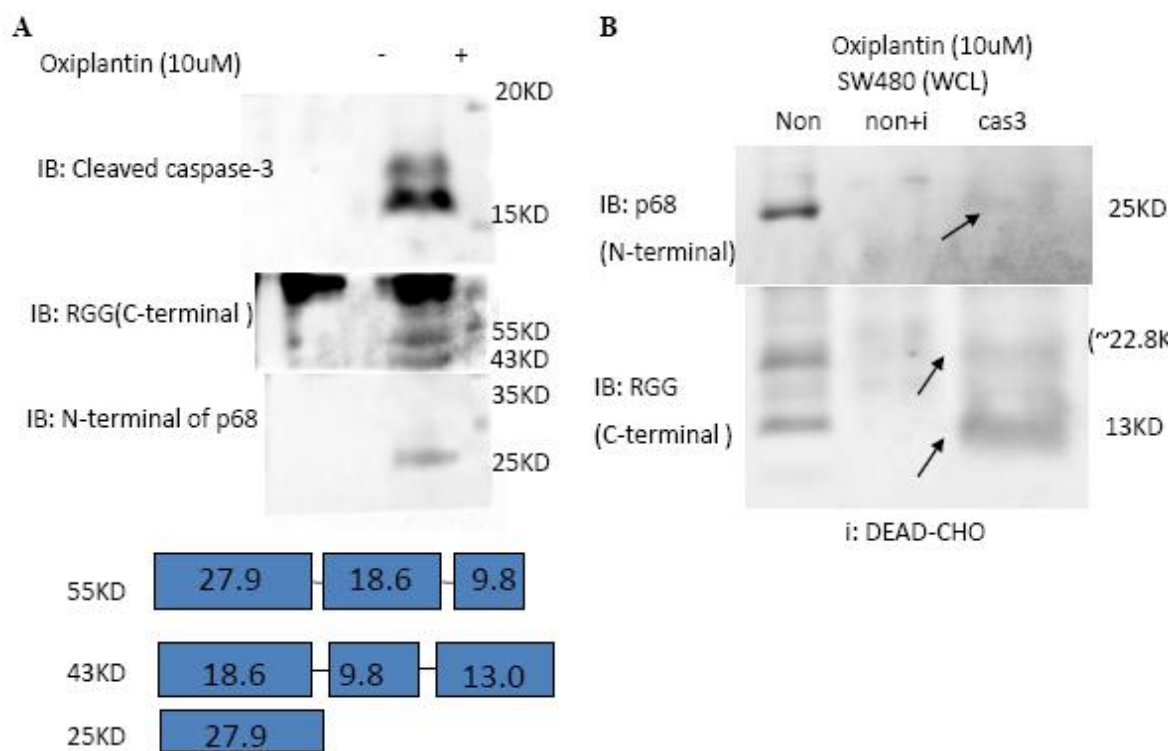 A
Oxiplantin (10uM) - +
20KD
IB: Cleaved caspase-3
15KD
IB: RGG(C-terminal )
55KD
43KD
35KD
IB: N-terminal of p68
25KD
55KD 27.9 18.6 9.8
43KD 18.6 9.8 13.0
25KD 27.9
B
Oxiplantin (10uM)
SW480 (WCL)
Non non+i cas3
IB: p68
(N-terminal)
25KD
(~22.8K
IB: RGG
(C-terminal )
13KD
i: DEAD-CHO